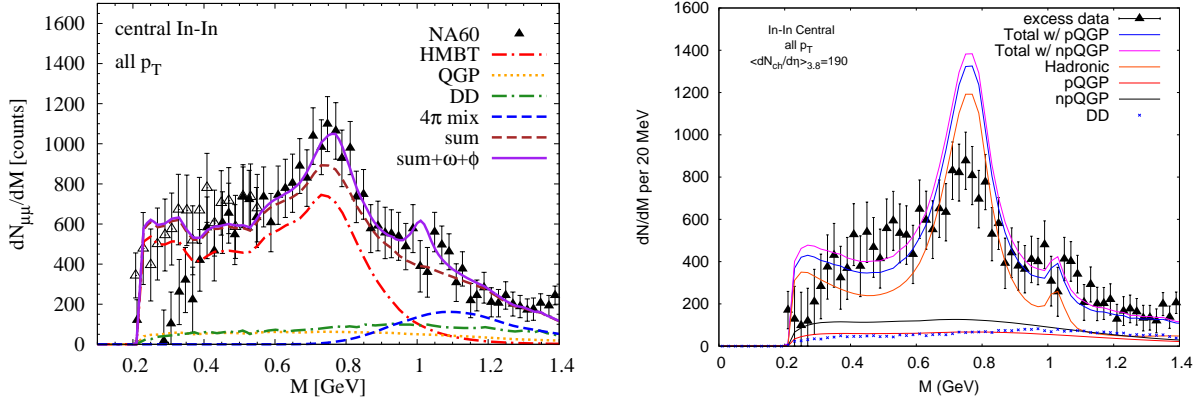 central In-In
all p_T
NA60
HMBT
QGP
DD
4π mix
sum
sum+ω+ϕ
dN_μμ/dM [counts]
1400
1200
1000
800
600
400
200
0
0.2 0.4 0.6 0.8 1 1.2 1.4
M [GeV]
In-In Central
all p_T
<dN_ch/dη>_3.8=190
excess data
Total w/ pQGP
Total w/ npQGP
Hadronic
pQGP
npQGP
DD
dN/dM per 20 MeV
1600
1400
1200
1000
800
600
400
200
0
0 0.2 0.4 0.6 0.8 1 1.2 1.4
M (GeV)